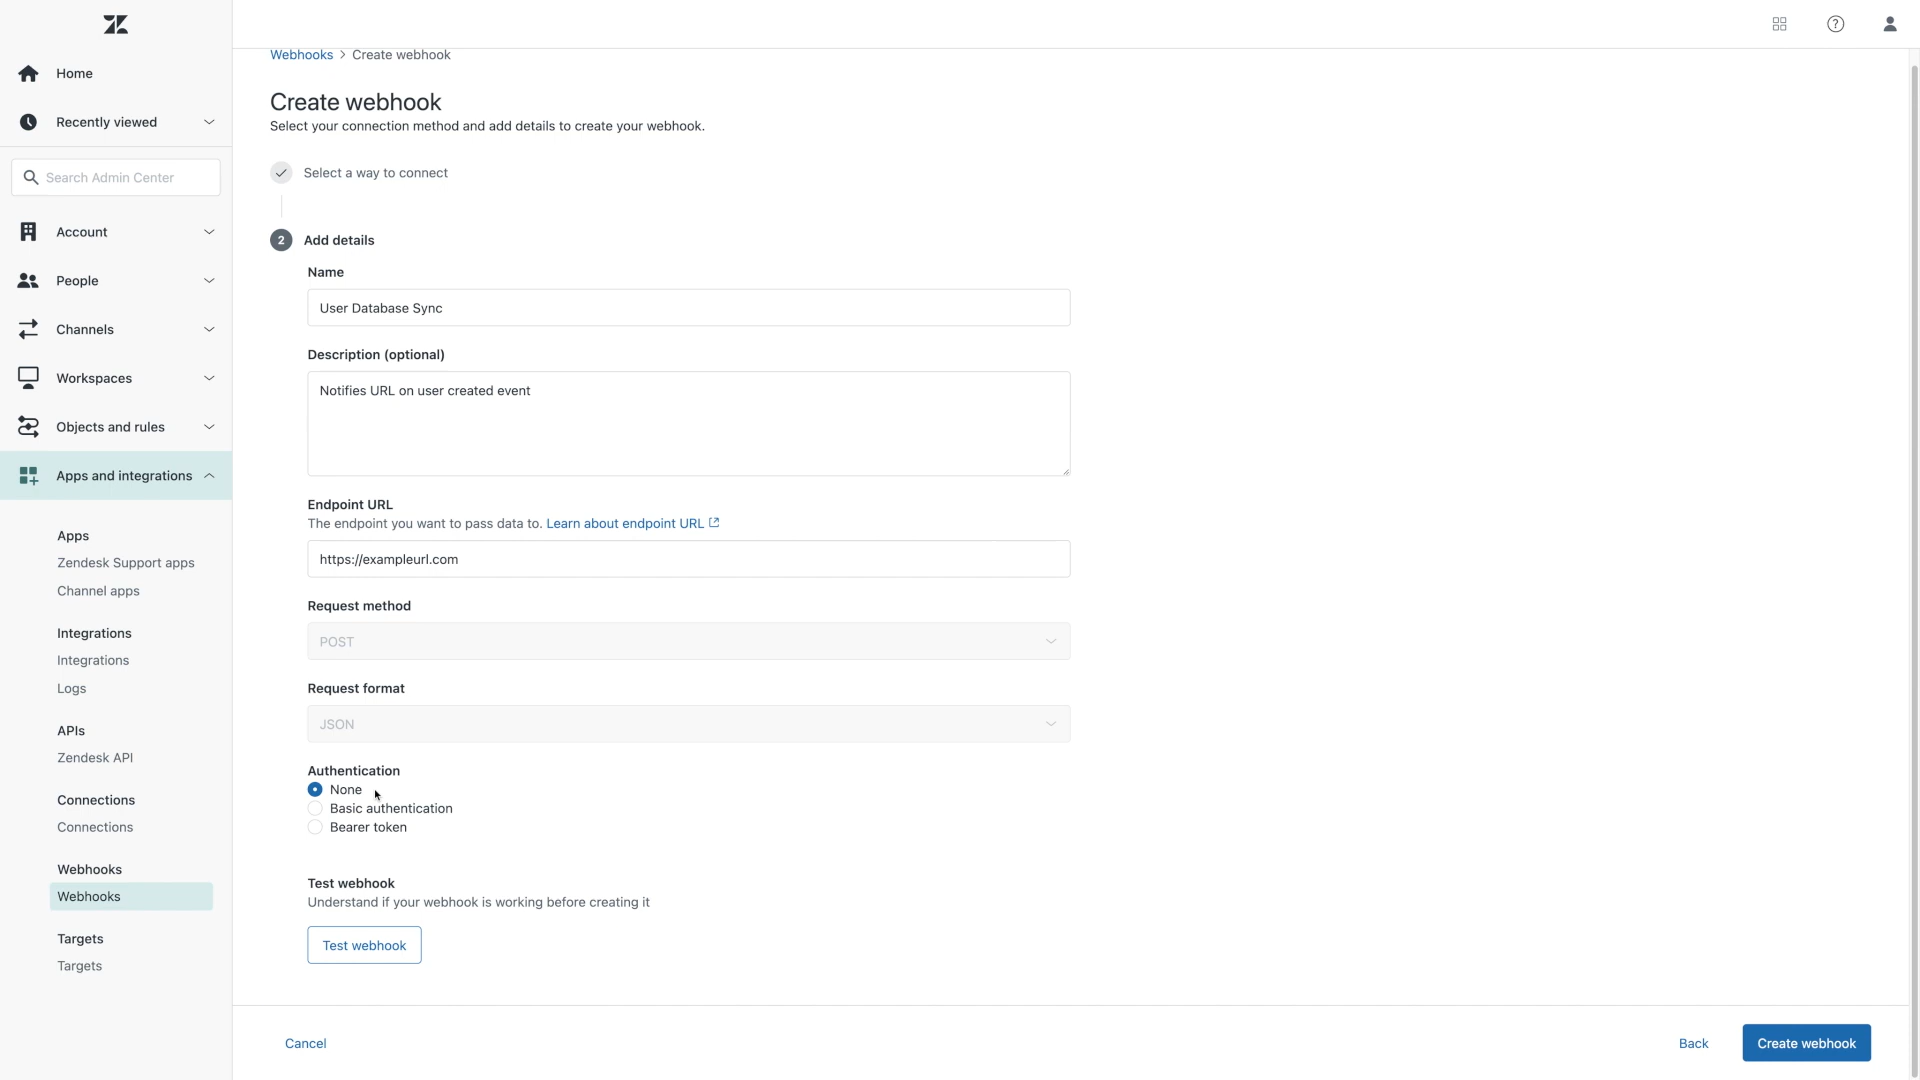 Home
Recently viewed
Search Admin Center
Account
People
Channels
Workspaces
Objects and rules
Apps and integrations
Apps
Zendesk Support apps
Channel apps
Integrations
Integrations
Logs
APIs
Zendesk API
Connections
Connections
Webhooks
Webhooks
Targets
Targets
?
Webhooks > Create webhook
Create webhook
Select your connection method and add details to create your webhook.
Select a way to connect
2 Add details
Name
User Database Sync
Description (optional)
Notifies URL on user created event
Endpoint URL
The endpoint you want to pass data to. Learn about endpoint URL
https://exampleurl.com
Request method
POST
Request format
JSON
Authentication
None
Basic authentication
Bearer token
Test webhook
Understand if your webhook is working before creating it
Test webhook
Cancel
Back
Create webhook